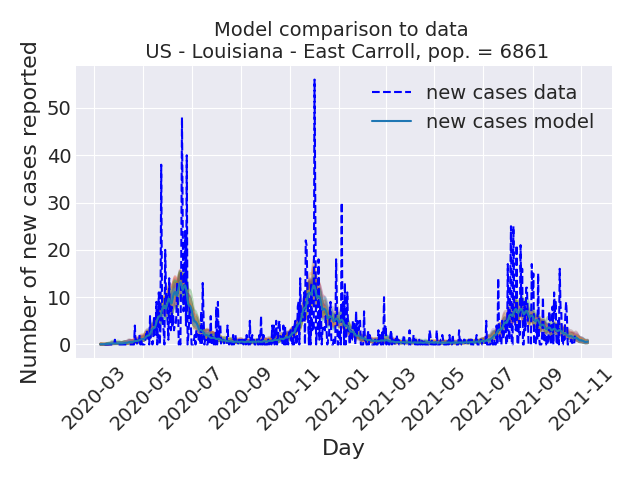 Model comparison to data
US - Louisiana - East Carroll, pop. = 6861
Number of new cases reported
50
40
30
20
10
0
new cases data
new cases model
2020-03
2020-05
2020-07
2020-09
2020-11
2021-01
2021-03
2021-05
2021-07
2021-09
2021-11
Day